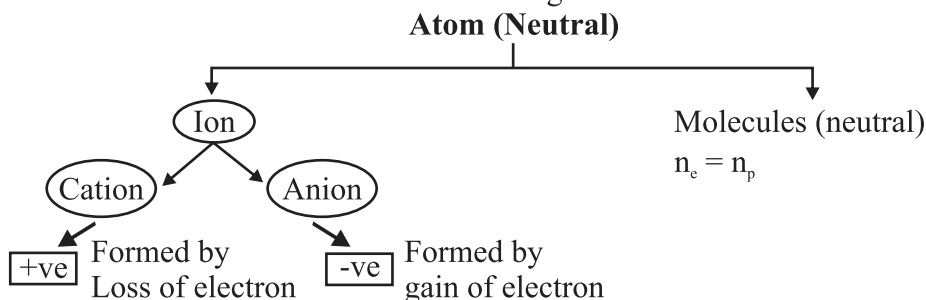 Atom (Neutral)
Ion
Molecules (neutral)
nₑ = nₚ
Cation
Anion
+ve
Formed by
Loss of electron
-ve
Formed by
gain of electron